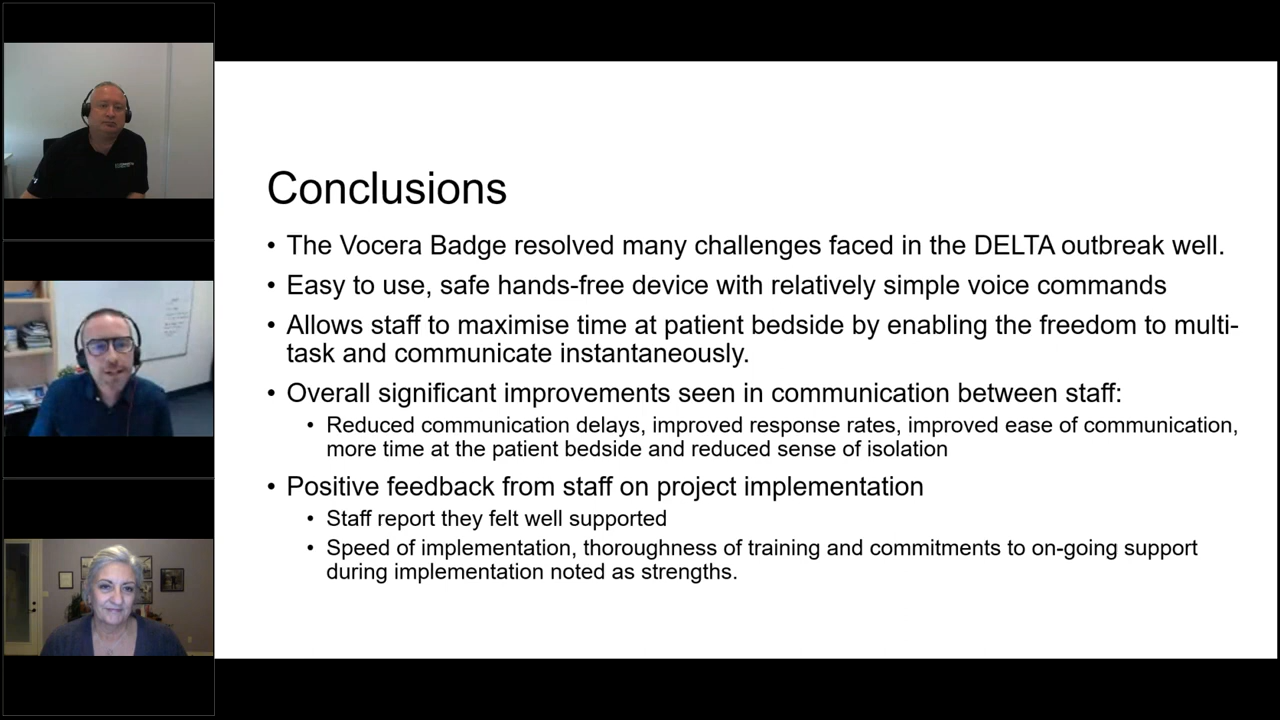 Conclusions
• The Vocera Badge resolved many challenges faced in the DELTA outbreak well.
• Easy to use, safe hands-free device with relatively simple voice commands
• Allows staff to maximise time at patient bedside by enabling the freedom to multi-
task and communicate instantaneously.
• Overall significant improvements seen in communication between staff:
• Reduced communication delays, improved response rates, improved ease of communication,
more time at the patient bedside and reduced sense of isolation
• Positive feedback from staff on project implementation
• Staff report they felt well supported
• Speed of implementation, thoroughness of training and commitments to on-going support
during implementation noted as strengths.